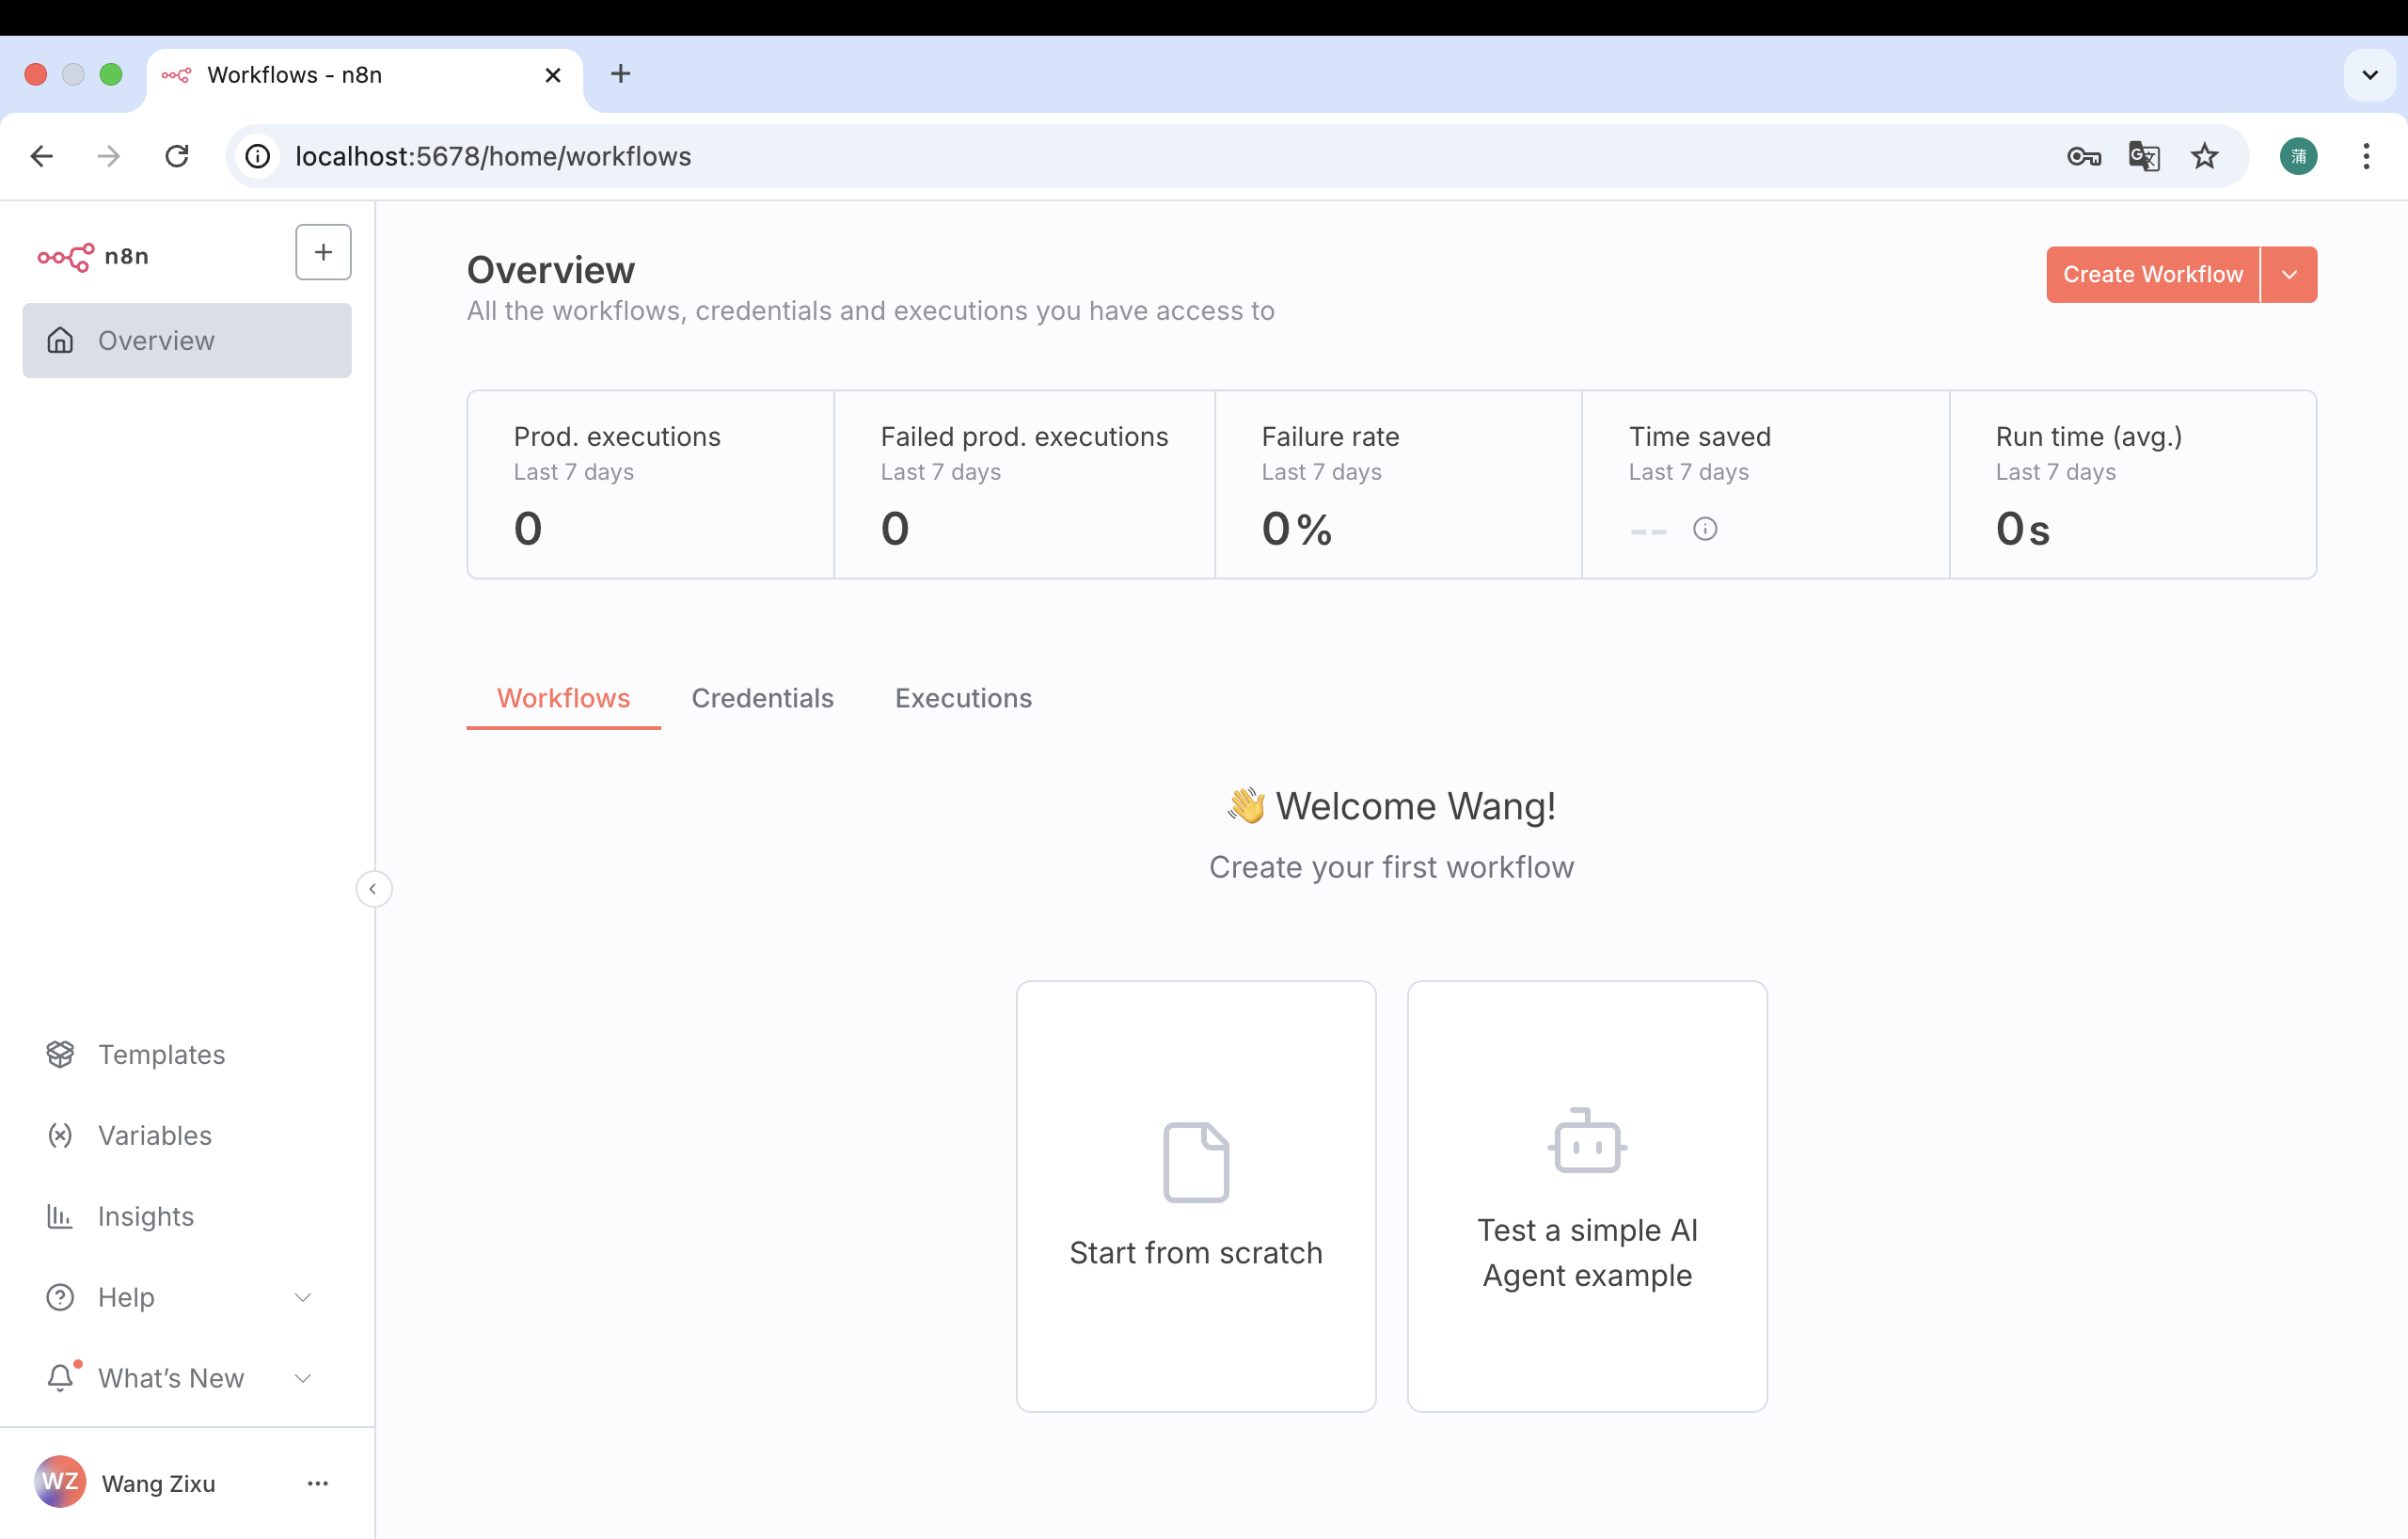 Workflows - n8n
localhost:5678/home/workflows
蒲
n8n
Overview
Templates
Variables
Insights
Help
What's New
WZ
Wang Zixu
Overview
All the workflows, credentials and executions you have access to
Create Workflow
Prod. executions
Last 7 days
0
Failed prod. executions
Last 7 days
0
Failure rate
Last 7 days
0%
Time saved
Last 7 days
--
Run time (avg.)
Last 7 days
0s
Workflows
Credentials
Executions
👋 Welcome Wang!
Create your first workflow
Start from scratch
Test a simple AI
Agent example